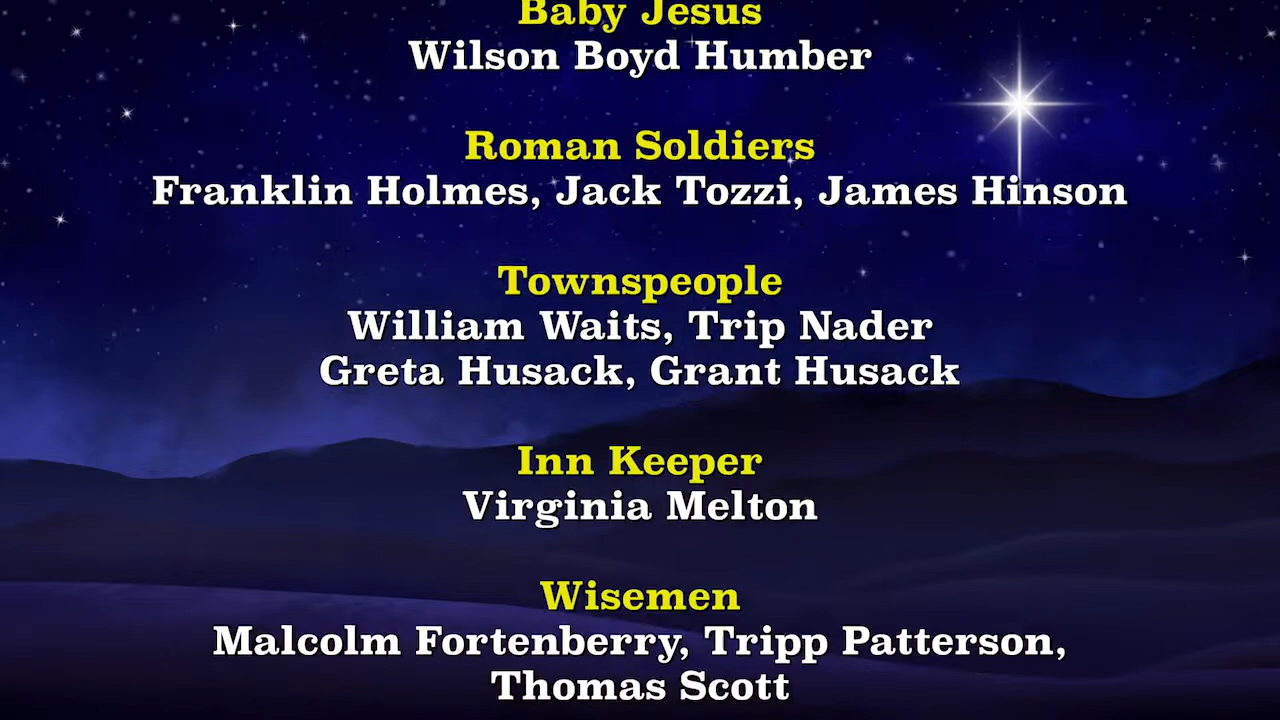 Baby Jesus
Wilson Boyd Humber
Roman Soldiers
Franklin Holmes, Jack Tozzi, James Hinson
Townspeople
William Waits, Trip Nader
Greta Husack, Grant Husack
Inn Keeper
Virginia Melton
Wisemen
Malcolm Fortenberry, Tripp Patterson,
Thomas Scott